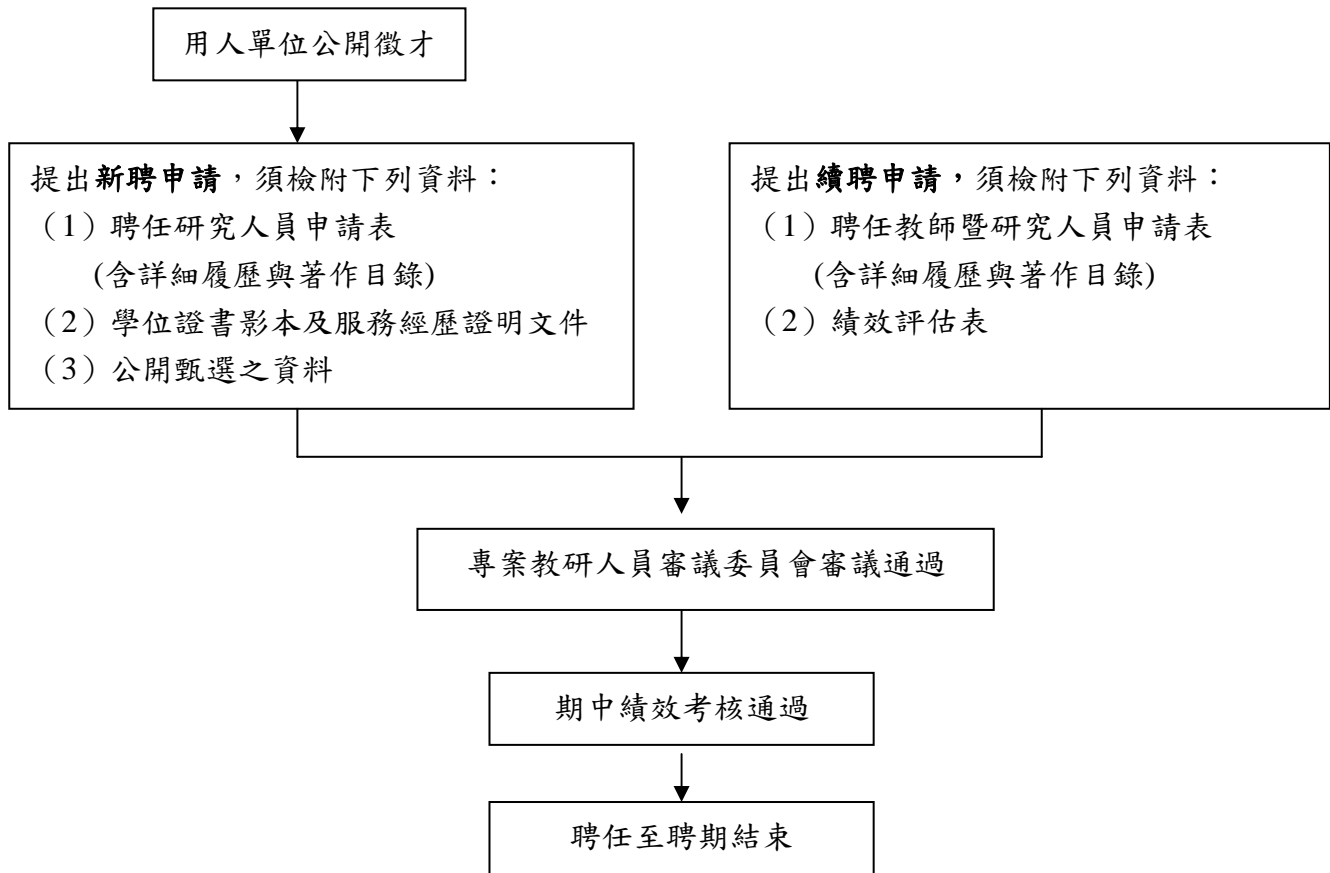 用人單位公開徵才
提出新聘申請,須檢附下列資料:
(1)聘任研究人員申請表
(含詳細履歷與著作目錄)
(2)學位證書影本及服務經歷證明文件
(3)公開甄選之資料
提出續聘申請,須檢附下列資料:
(1)聘任教師暨研究人員申請表
(含詳細履歷與著作目錄)
(2)績效評估表
專案教研人員審議委員會審議通過
期中績效考核通過
聘任至聘期結束